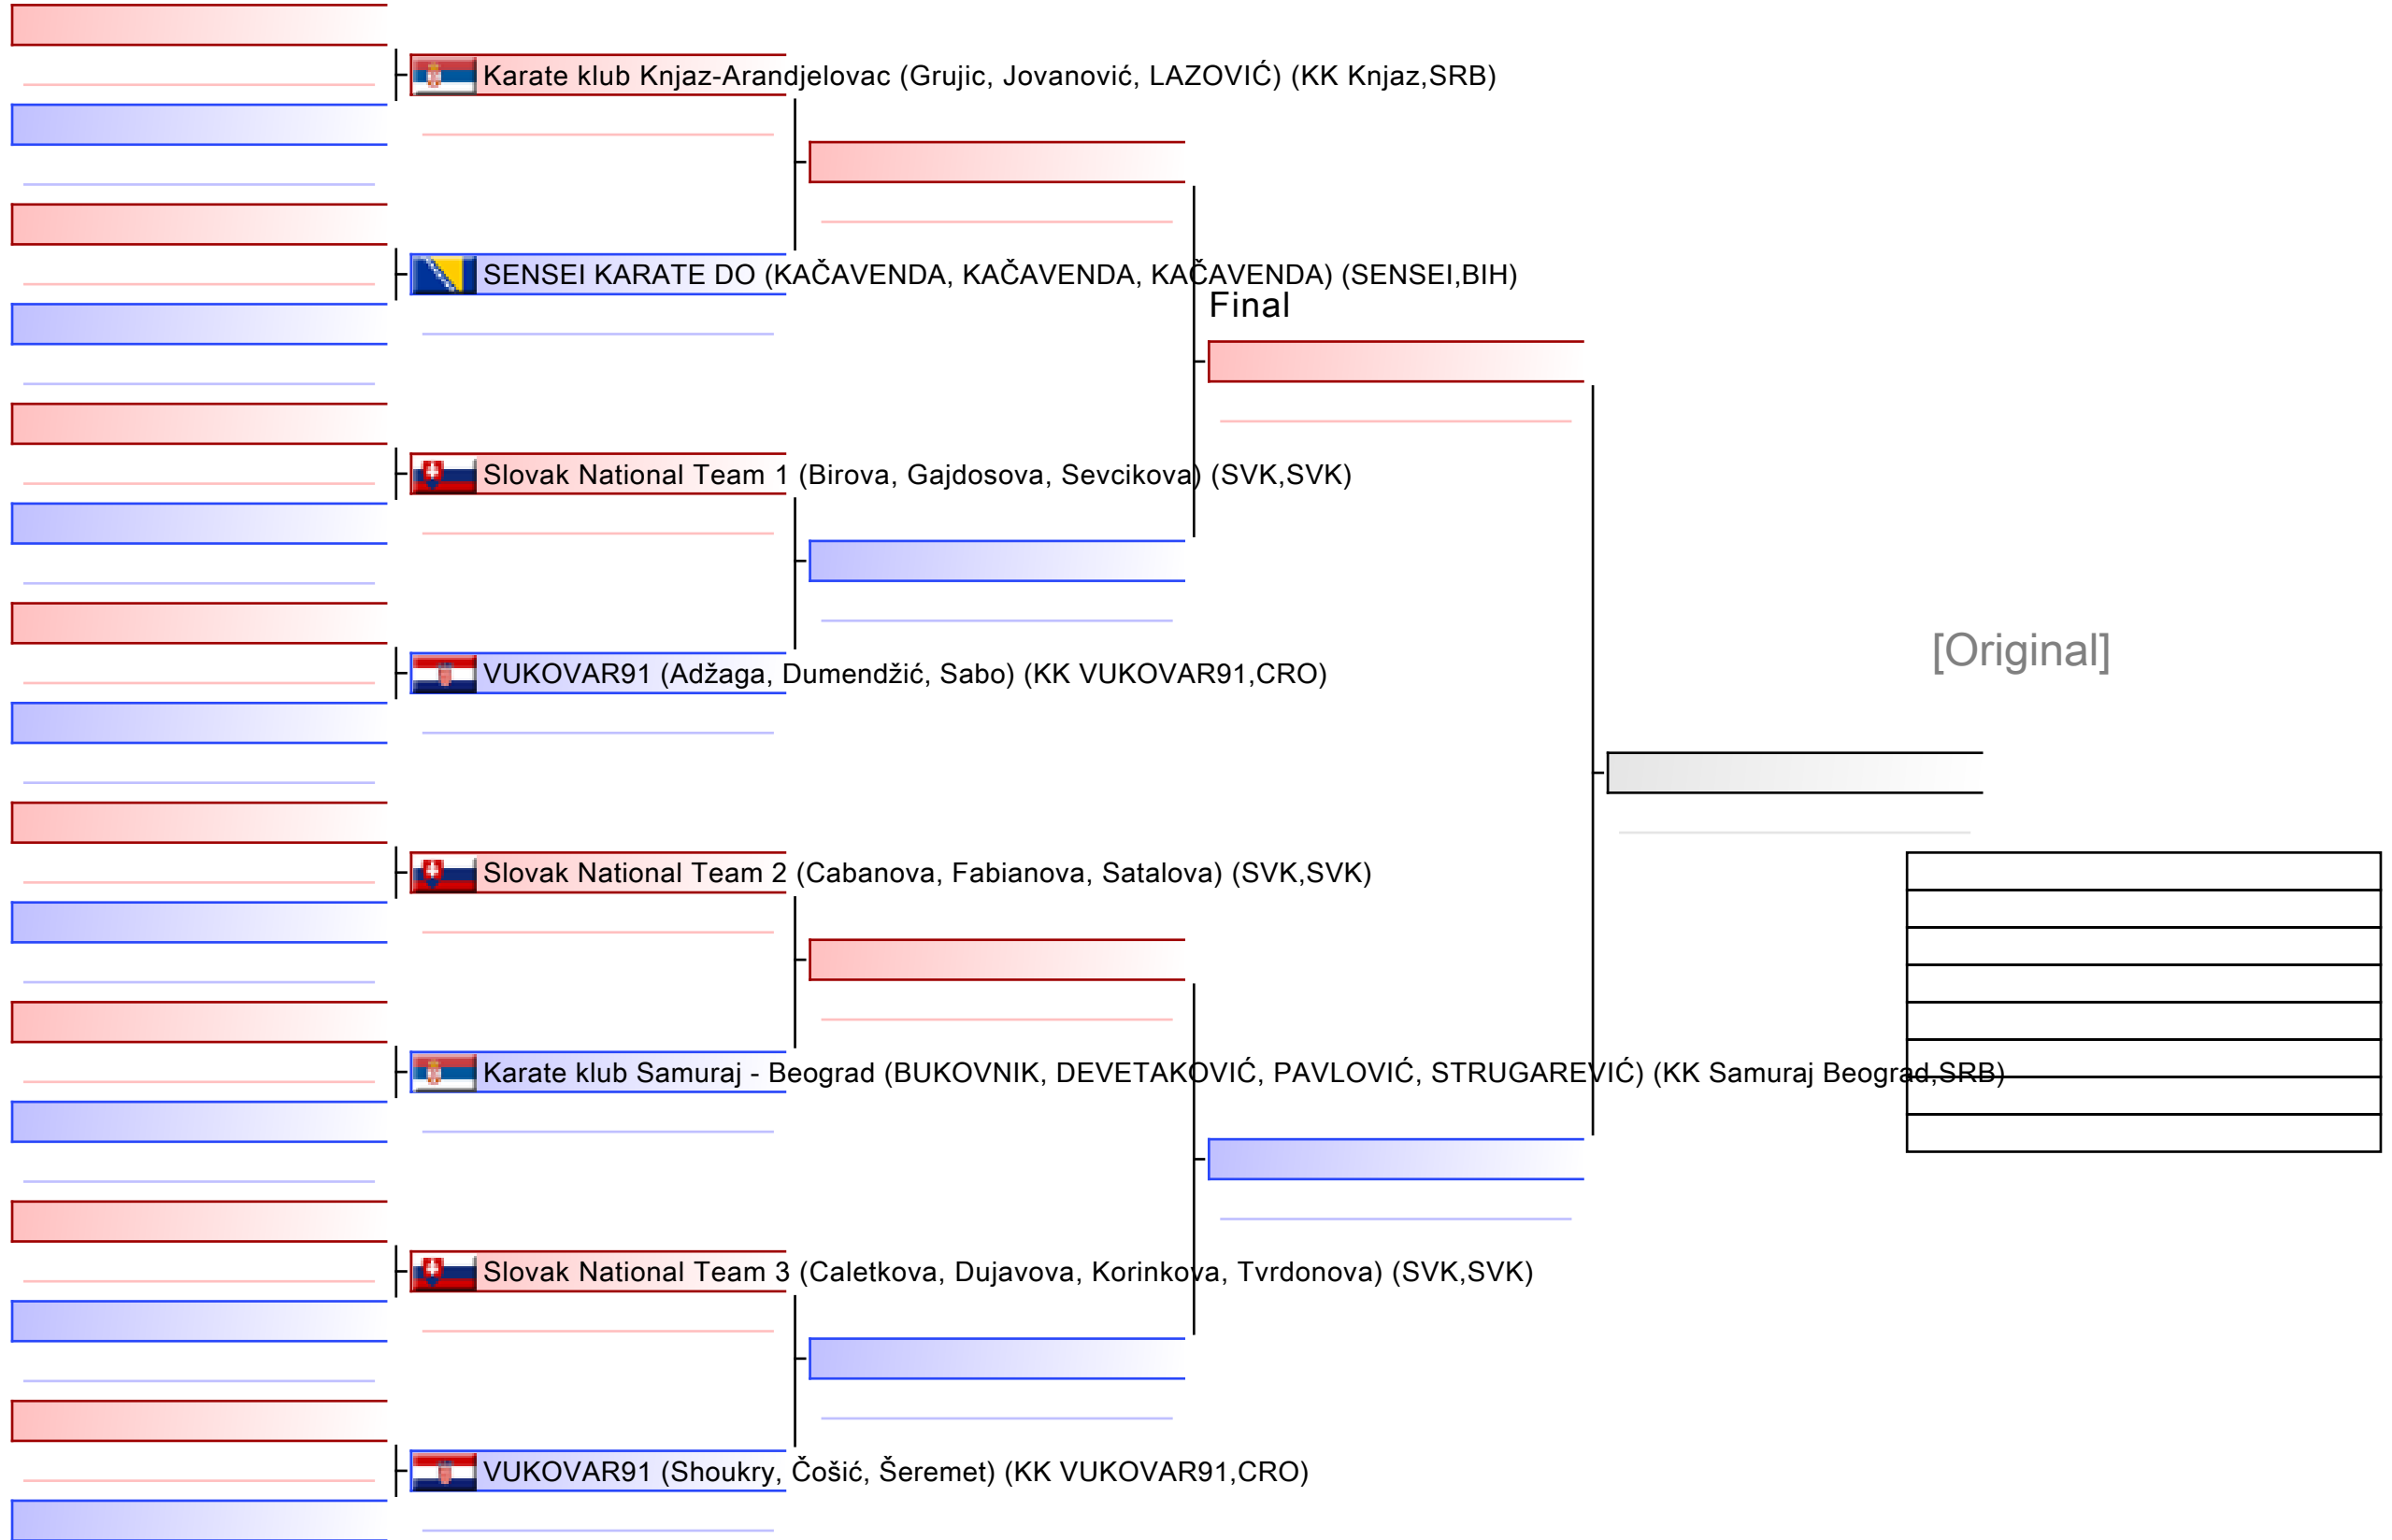 Karate klub Knjaz-Arandjelovac (Grujic, Jovanović, LAZOVIĆ) (KK Knjaz,SRB)
SENSEI KARATE DO (KAČAVENDA, KAČAVENDA, KAČAVENDA) (SENSEI,BIH)
Final
Slovak National Team 1 (Birova, Gajdosova, Sevcikova) (SVK,SVK)
[Original]
VUKOVAR91 (Adžaga, Dumendžić, Sabo) (KK VUKOVAR91,CRO)
Slovak National Team 2 (Cabanova, Fabianova, Satalova) (SVK,SVK)
Karate klub Samuraj - Beograd (BUKOVNIK, DEVETAKOVIĆ, PAVLOVIĆ, STRUGAREVIĆ) (KK Samuraj Beograd,SRB)
Slovak National Team 3 (Caletkova, Dujavova, Korinkova, Tvrdonova) (SVK,SVK)
VUKOVAR91 (Shoukry, Čošić, Šeremet) (KK VUKOVAR91,CRO)